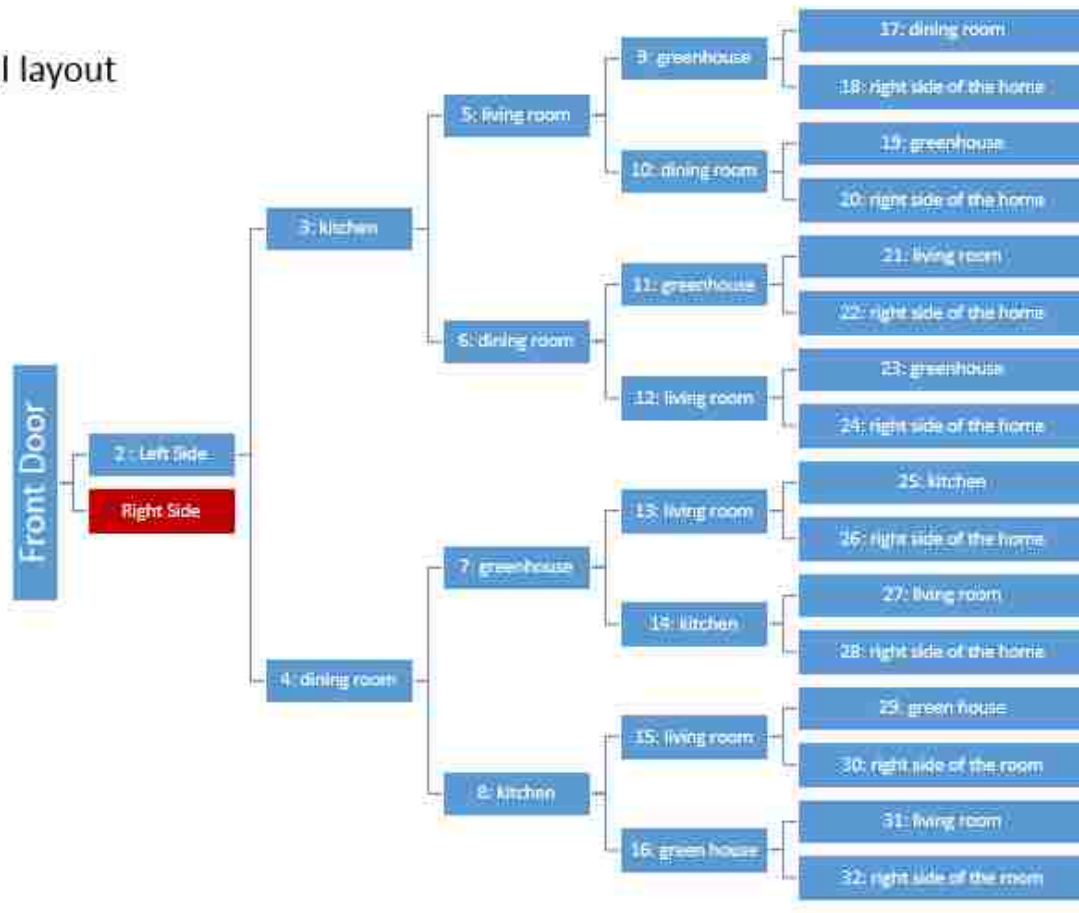 l layout
Front Door
2 : Left Side
Right Side
3: kitchen
4: dining room
5: living room
6: dining room
7: greenhouse
8: kitchen
9: greenhouse
10: dining room
11: greenhouse
12: living room
13: living room
14: kitchen
15: living room
16: green house
17: dining room
18: right side of the home
19: greenhouse
20: right side of the home
21: living room
22: right side of the home
23: greenhouse
24: right side of the home
25: kitchen
26: right side of the home
27: living room
28: right side of the home
29: green house
30: right side of the room
31: living room
32: right side of the room